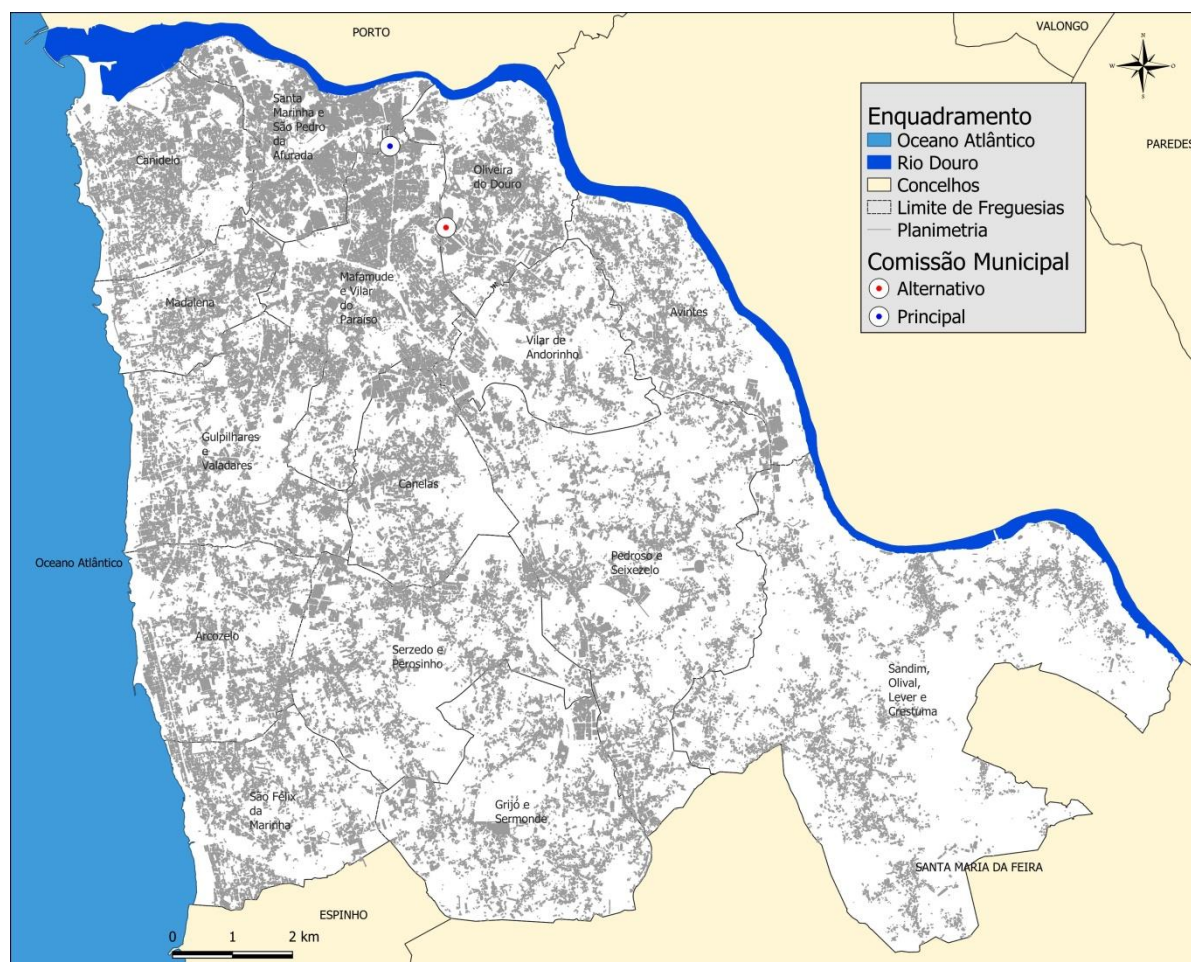 PORTO
VALONGO
N
W
O
S
PAREDES
Enquadramento
Oceano Atlântico
Rio Douro
Concelhos
Limite de Freguesias
Planimetria
Comissão Municipal
Alternativo
Principal
Santa
Marinha e
São Pedro
da
Afurada
Canidelo
Oliveira
do Douro
Mafamude
e Vilar
do
Paraíso
Madalena
Avintes
Vilar de
Andorinho
Gulpilhares
e
Valadares
Canelas
Oceano Atlântico
Pedroso e
Seixezelo
Arcozelo
Serzedo e
Perosinho
Sandim,
Olival,
Lever e
Crestuma
São Félix
da
Marinha
Grijó e
Sermonde
SANTA MARIA DA FEIRA
ESPINHO
0 1 2 km